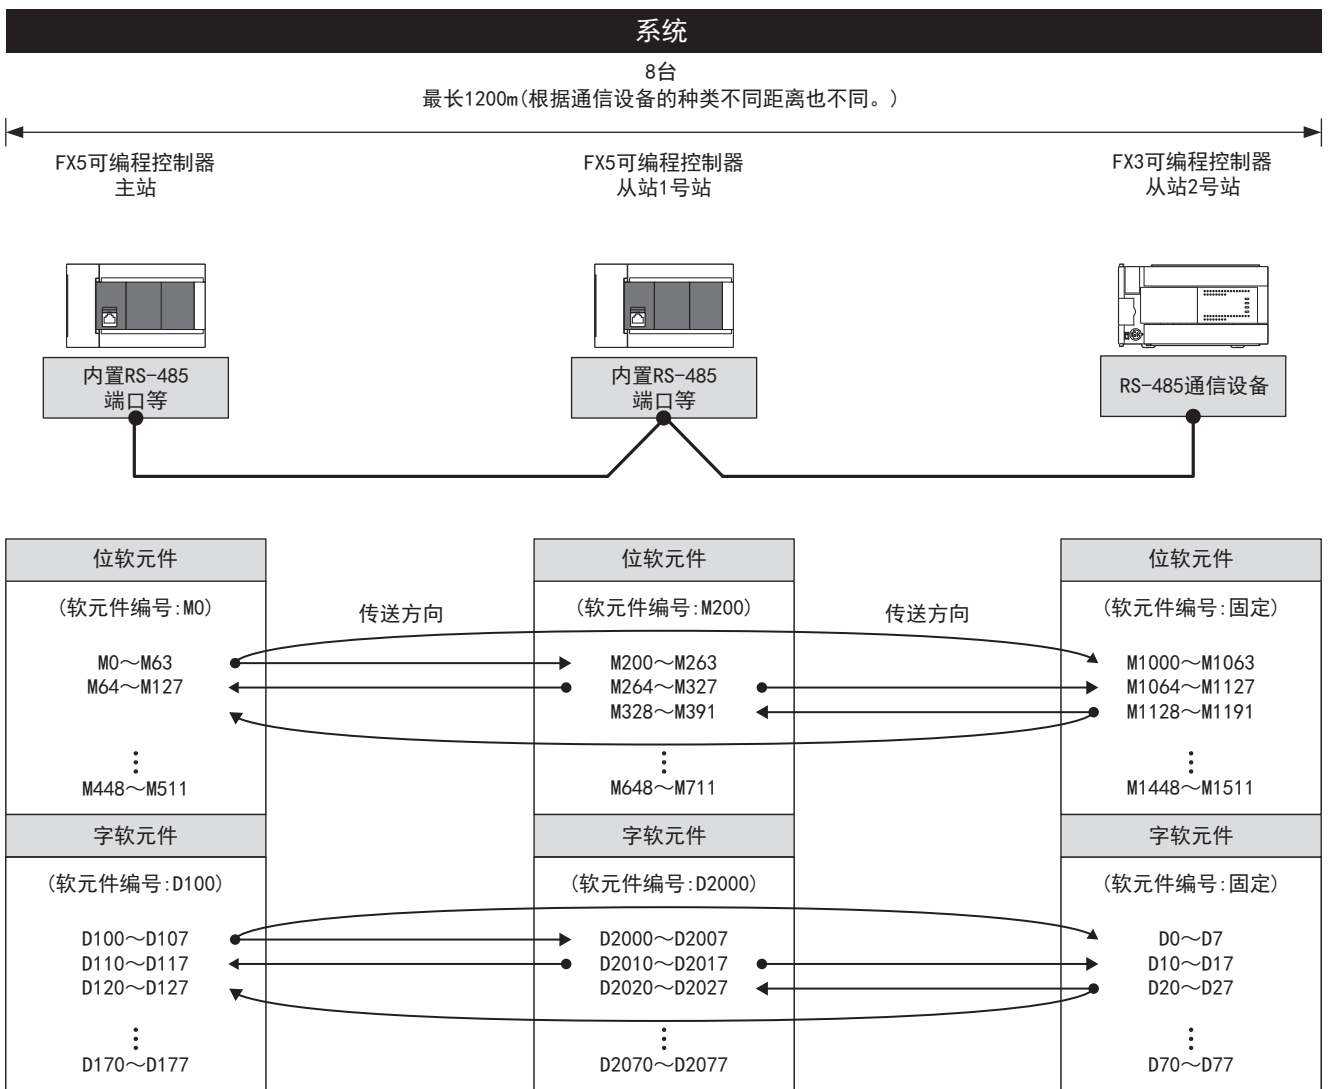 系统
8台
最长1200m(根据通信设备的种类不同距离也不同。)
FX5可编程控制器
主站
FX5可编程控制器
从站1号站
FX3可编程控制器
从站2号站
内置RS-485
端口等
内置RS-485
端口等
RS-485通信设备
位软元件
(软元件编号:M0)
M0～M63
M64～M127
M448～M511
传送方向
位软元件
(软元件编号:M200)
M200～M263
M264～M327
M328～M391
M648～M711
传送方向
位软元件
(软元件编号:固定)
M1000～M1063
M1064～M1127
M1128～M1191
M1448～M1511
字软元件
(软元件编号:D100)
D100～D107
D110～D117
D120～D127
D170～D177
字软元件
(软元件编号:D2000)
D2000～D2007
D2010～D2017
D2020～D2027
D2070～D2077
字软元件
(软元件编号:固定)
D0～D7
D10～D17
D20～D27
D70～D77